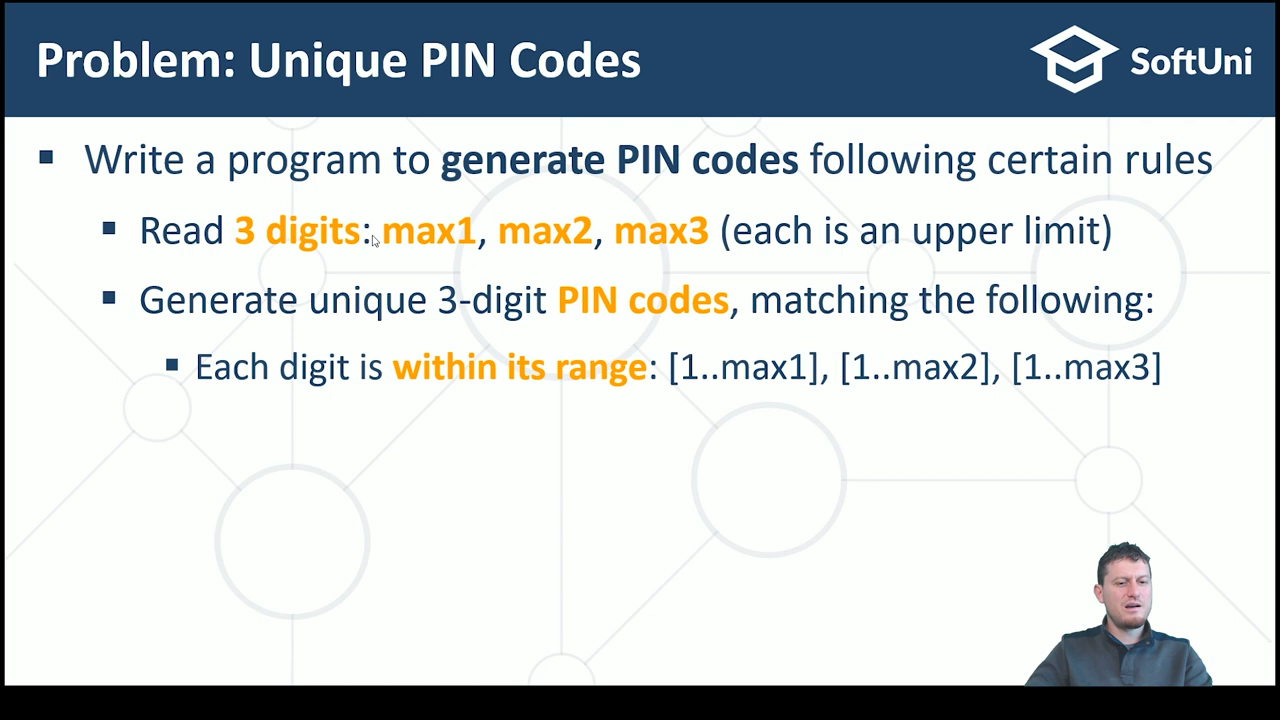 Problem: Unique PIN Codes
SoftUni
▪ Write a program to generate PIN codes following certain rules
▪ Read 3 digits: max1, max2, max3 (each is an upper limit)
▪ Generate unique 3-digit PIN codes, matching the following:
▪ Each digit is within its range: [1..max1], [1..max2], [1..max3]